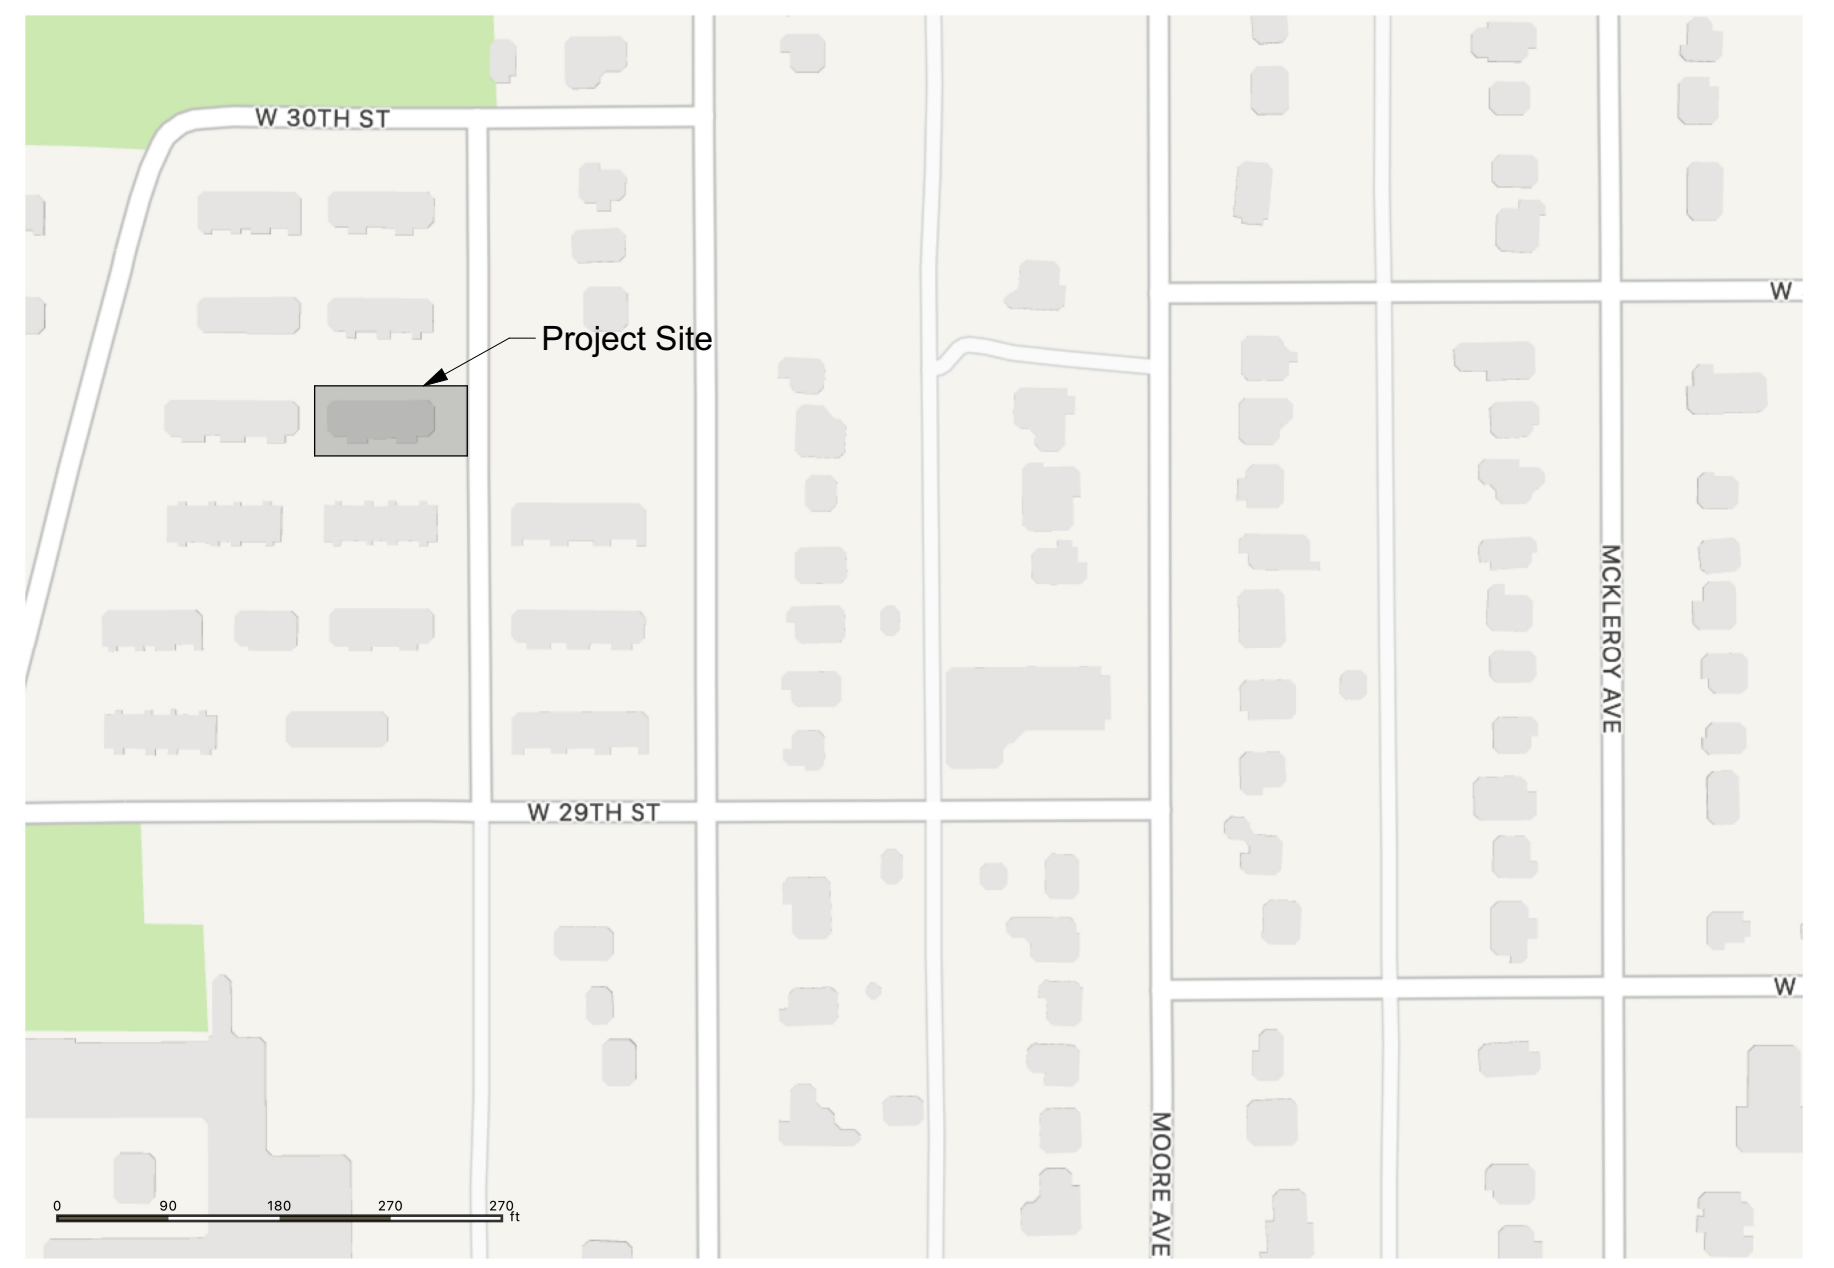 W 30TH ST
W
Project Site
MCKLEROY AVE
W 29TH ST
W
MOORE AVE
0 90 180 270 270
ft